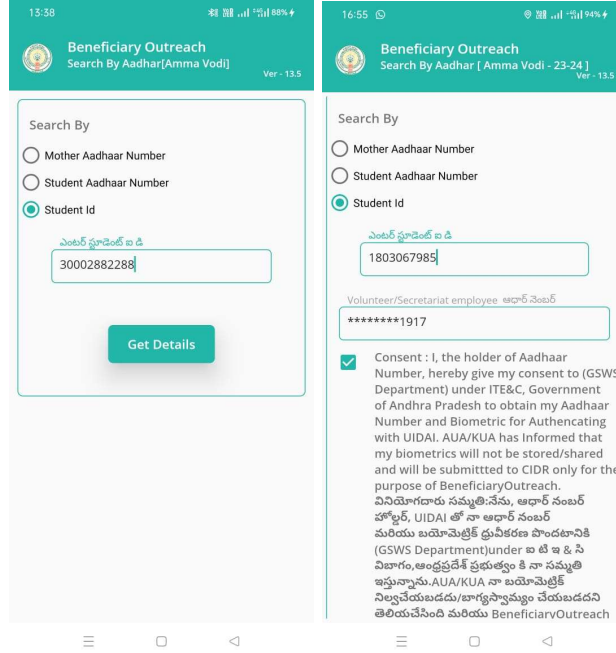 13:38
88%
Beneficiary Outreach
Search By Aadhar[Amma Vodi]
Ver - 13.5
Search By
Mother Aadhaar Number
Student Aadhaar Number
Student Id
ఎంటర్ స్టూడెంట్ ఐ డి
30002882288
Get Details
16:55
94%
Beneficiary Outreach
Search By Aadhar [ Amma Vodi - 23-24 ]
Ver - 13.5
Search By
Mother Aadhaar Number
Student Aadhaar Number
Student Id
ఎంటర్ స్టూడెంట్ ఐ డి
1803067985
Volunteer/Secretariat employee ఆధార్ నెంబర్
********1917
Consent : I, the holder of Aadhaar
Number, hereby give my consent to (GSWS
Department) under ITE&C, Government
of Andhra Pradesh to obtain my Aadhaar
Number and Biometric for Authencating
with UIDAI. AUA/KUA has Informed that
my biometrics will not be stored/shared
and will be submittted to CIDR only for the
purpose of BeneficiaryOutreach.
వినియోగదారు సమ్మతి:నేను, ఆధార్ నంబర్
హోల్డర్, UIDAI తో నా ఆధార్ నంబర్
మరియు బయోమెట్రిక్ ధ్రువీకరణ పొందటానికి
(GSWS Department)under ఐ టి ఇ & సి
విబాగం,ఆంధ్రప్రదేశ్ ప్రభుత్వం కి నా సమ్మతి
ఇస్తున్నాను.AUA/KUA నా బయోమెట్రిక్
నిల్వచేయబడదు/బాగ్యస్వామ్యం చేయబడదని
తెలియచేసింది మరియు BeneficiaryOutreach